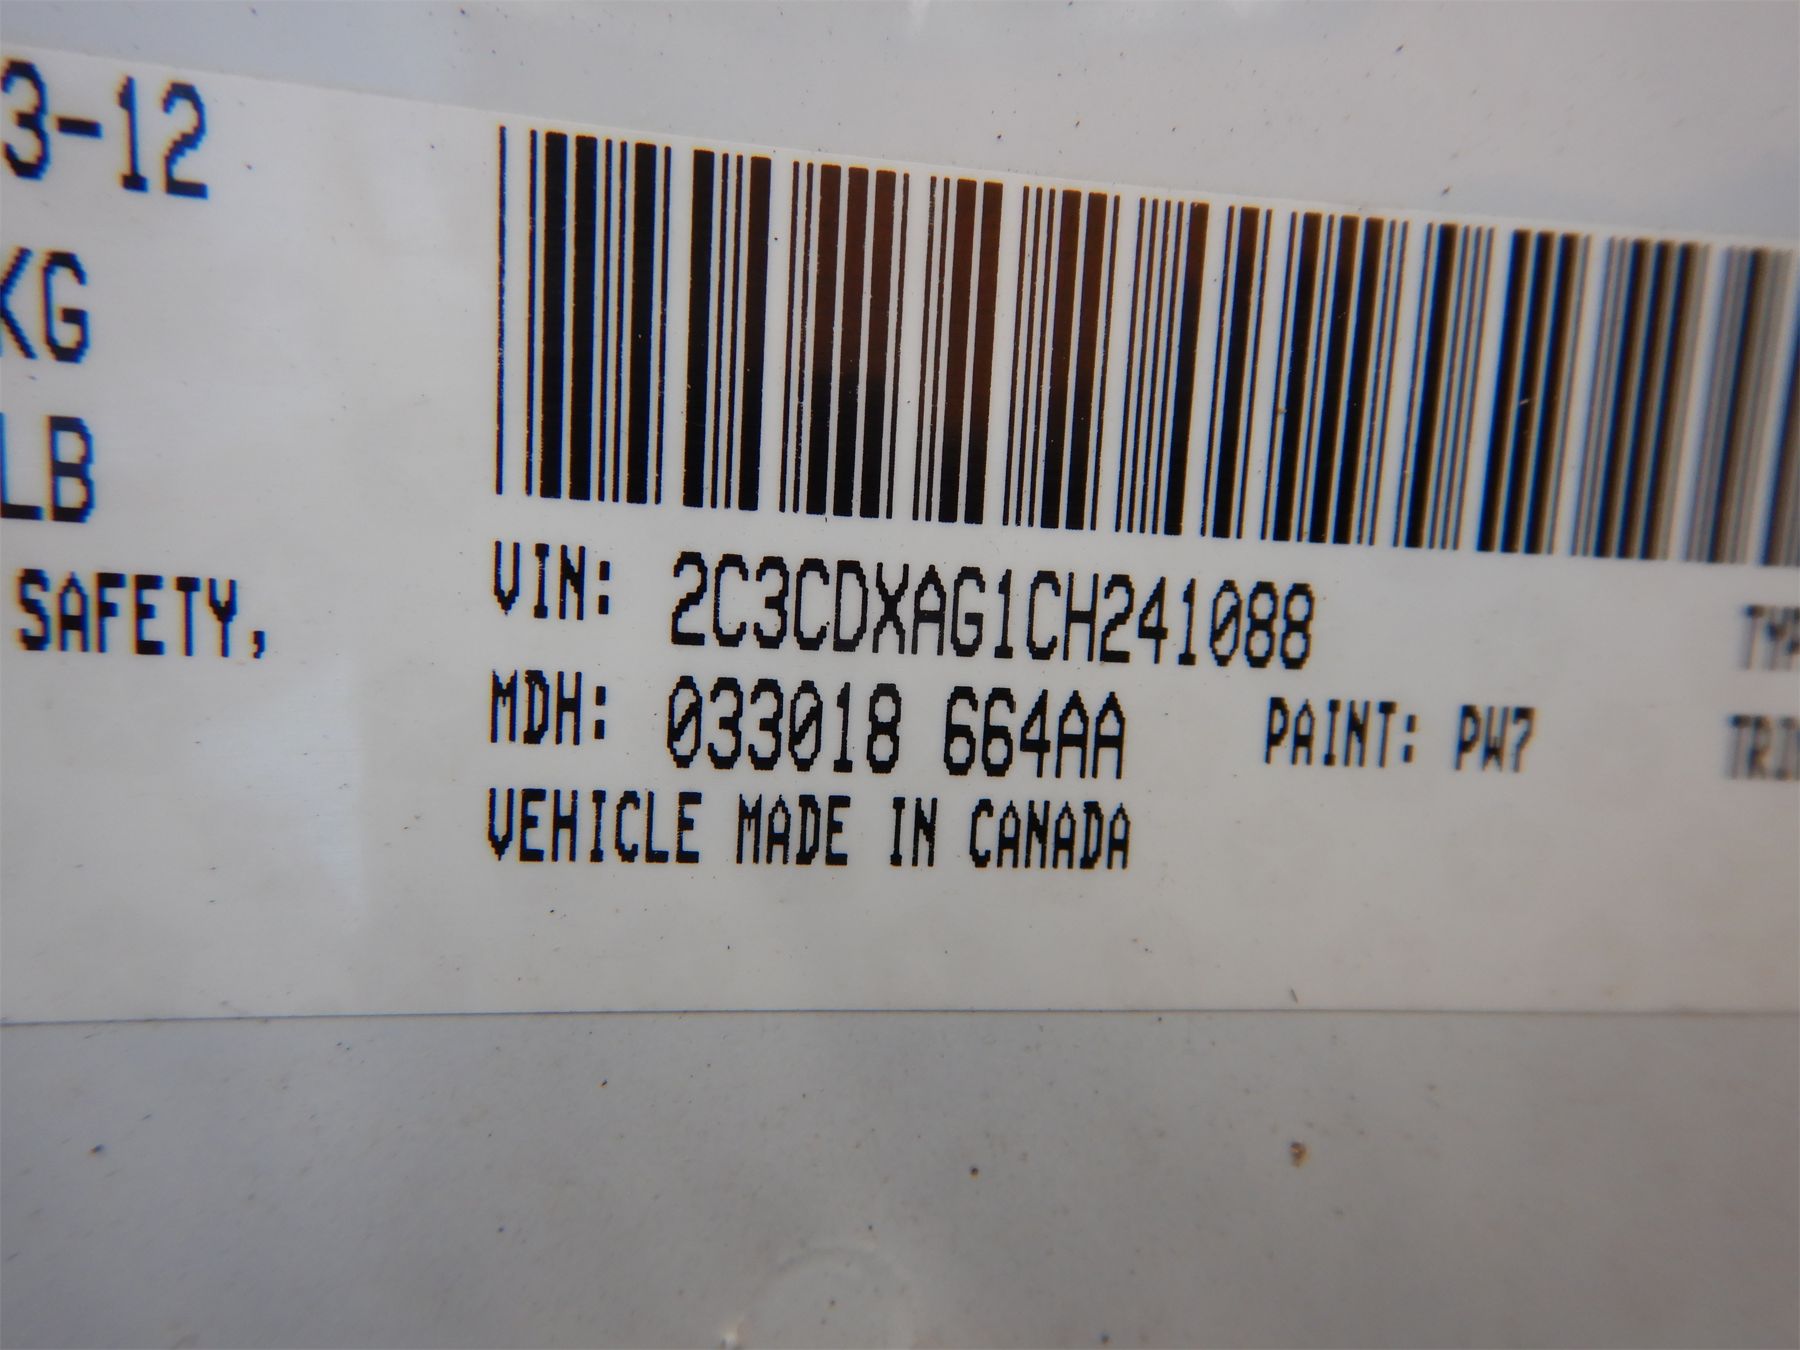 3-12
KG
LB
SAFETY,
VIN: 2C3CDXAG1CH241088
MDH: 033018 664AA PAINT: PW7
VEHICLE MADE IN CANADA